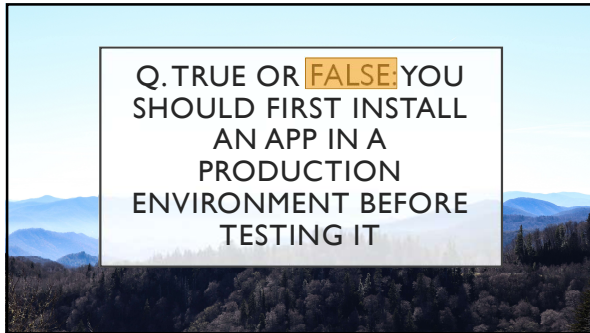 Q. TRUE OR FALSE: YOU
SHOULD FIRST INSTALL
AN APP IN A
PRODUCTION
ENVIRONMENT BEFORE
TESTING IT